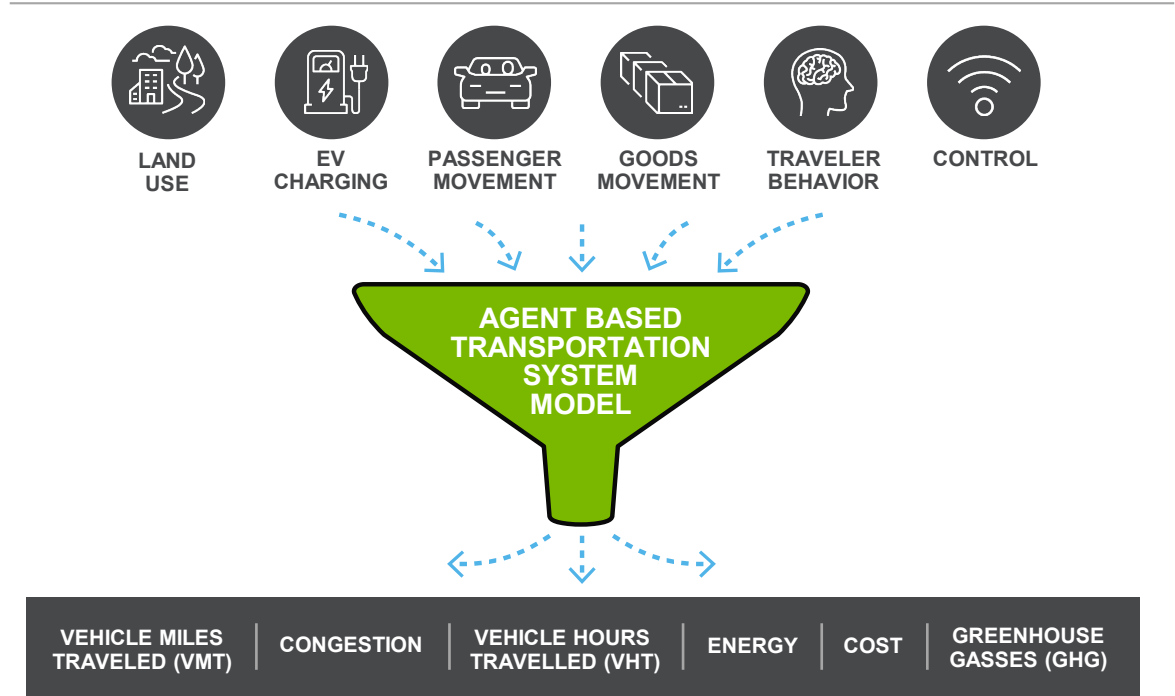 LAND
USE
EV
CHARGING
PASSENGER
MOVEMENT
GOODS
MOVEMENT
TRAVELER
BEHAVIOR
CONTROL
AGENT BASED
TRANSPORTATION
SYSTEM
MODEL
VEHICLE MILES
TRAVELED (VMT)
CONGESTION
VEHICLE HOURS
TRAVELLED (VHT)
ENERGY
COST
GREENHOUSE
GASSES (GHG)